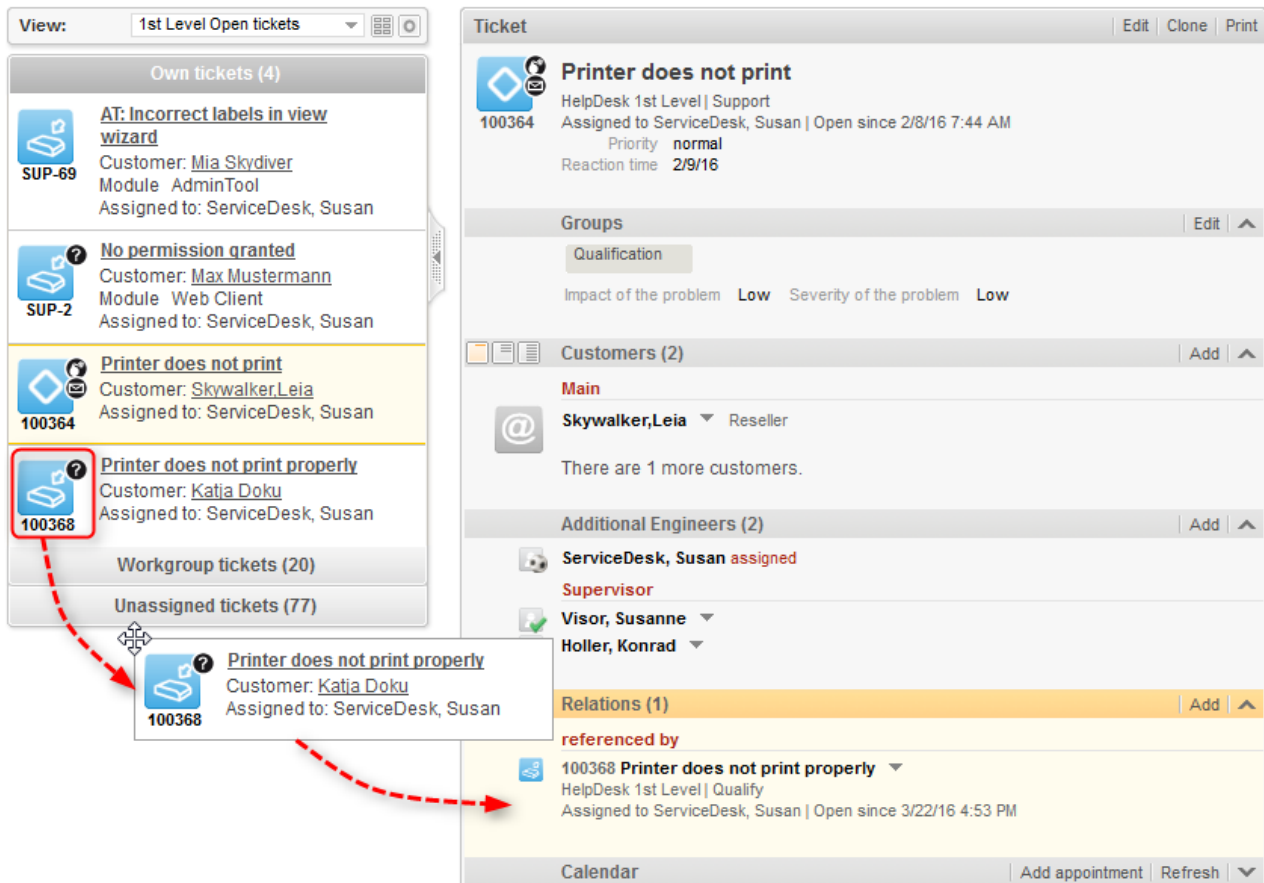 View: 1st Level Open tickets
Own tickets (4)
AT: Incorrect labels in view
wizard
Customer: Mia Skydiver
Module AdminTool
Assigned to: ServiceDesk, Susan
SUP-69
No permission granted
Customer: Max Mustermann
Module Web Client
Assigned to: ServiceDesk, Susan
SUP-2
Printer does not print
Customer: Skywalker,Leia
Assigned to: ServiceDesk, Susan
100364
Printer does not print properly
Customer: Katja Doku
Assigned to: ServiceDesk, Susan
100368
Workgroup tickets (20)
Unassigned tickets (77)
Printer does not print properly
Customer: Katja Doku
Assigned to: ServiceDesk, Susan
100368
Ticket Edit Clone Print
Printer does not print
HelpDesk 1st Level | Support
100364 Assigned to ServiceDesk, Susan | Open since 2/8/16 7:44 AM
Priority normal
Reaction time 2/9/16
Groups Edit
Qualification
Impact of the problem Low Severity of the problem Low
Customers (2) Add
Main
@ Skywalker,Leia Reseller
There are 1 more customers.
Additional Engineers (2) Add
ServiceDesk, Susan assigned
Supervisor
Visor, Susanne
Holler, Konrad
Relations (1) Add
referenced by
100368 Printer does not print properly
HelpDesk 1st Level | Qualify
Assigned to ServiceDesk, Susan | Open since 3/22/16 4:53 PM
Calendar Add appointment Refresh